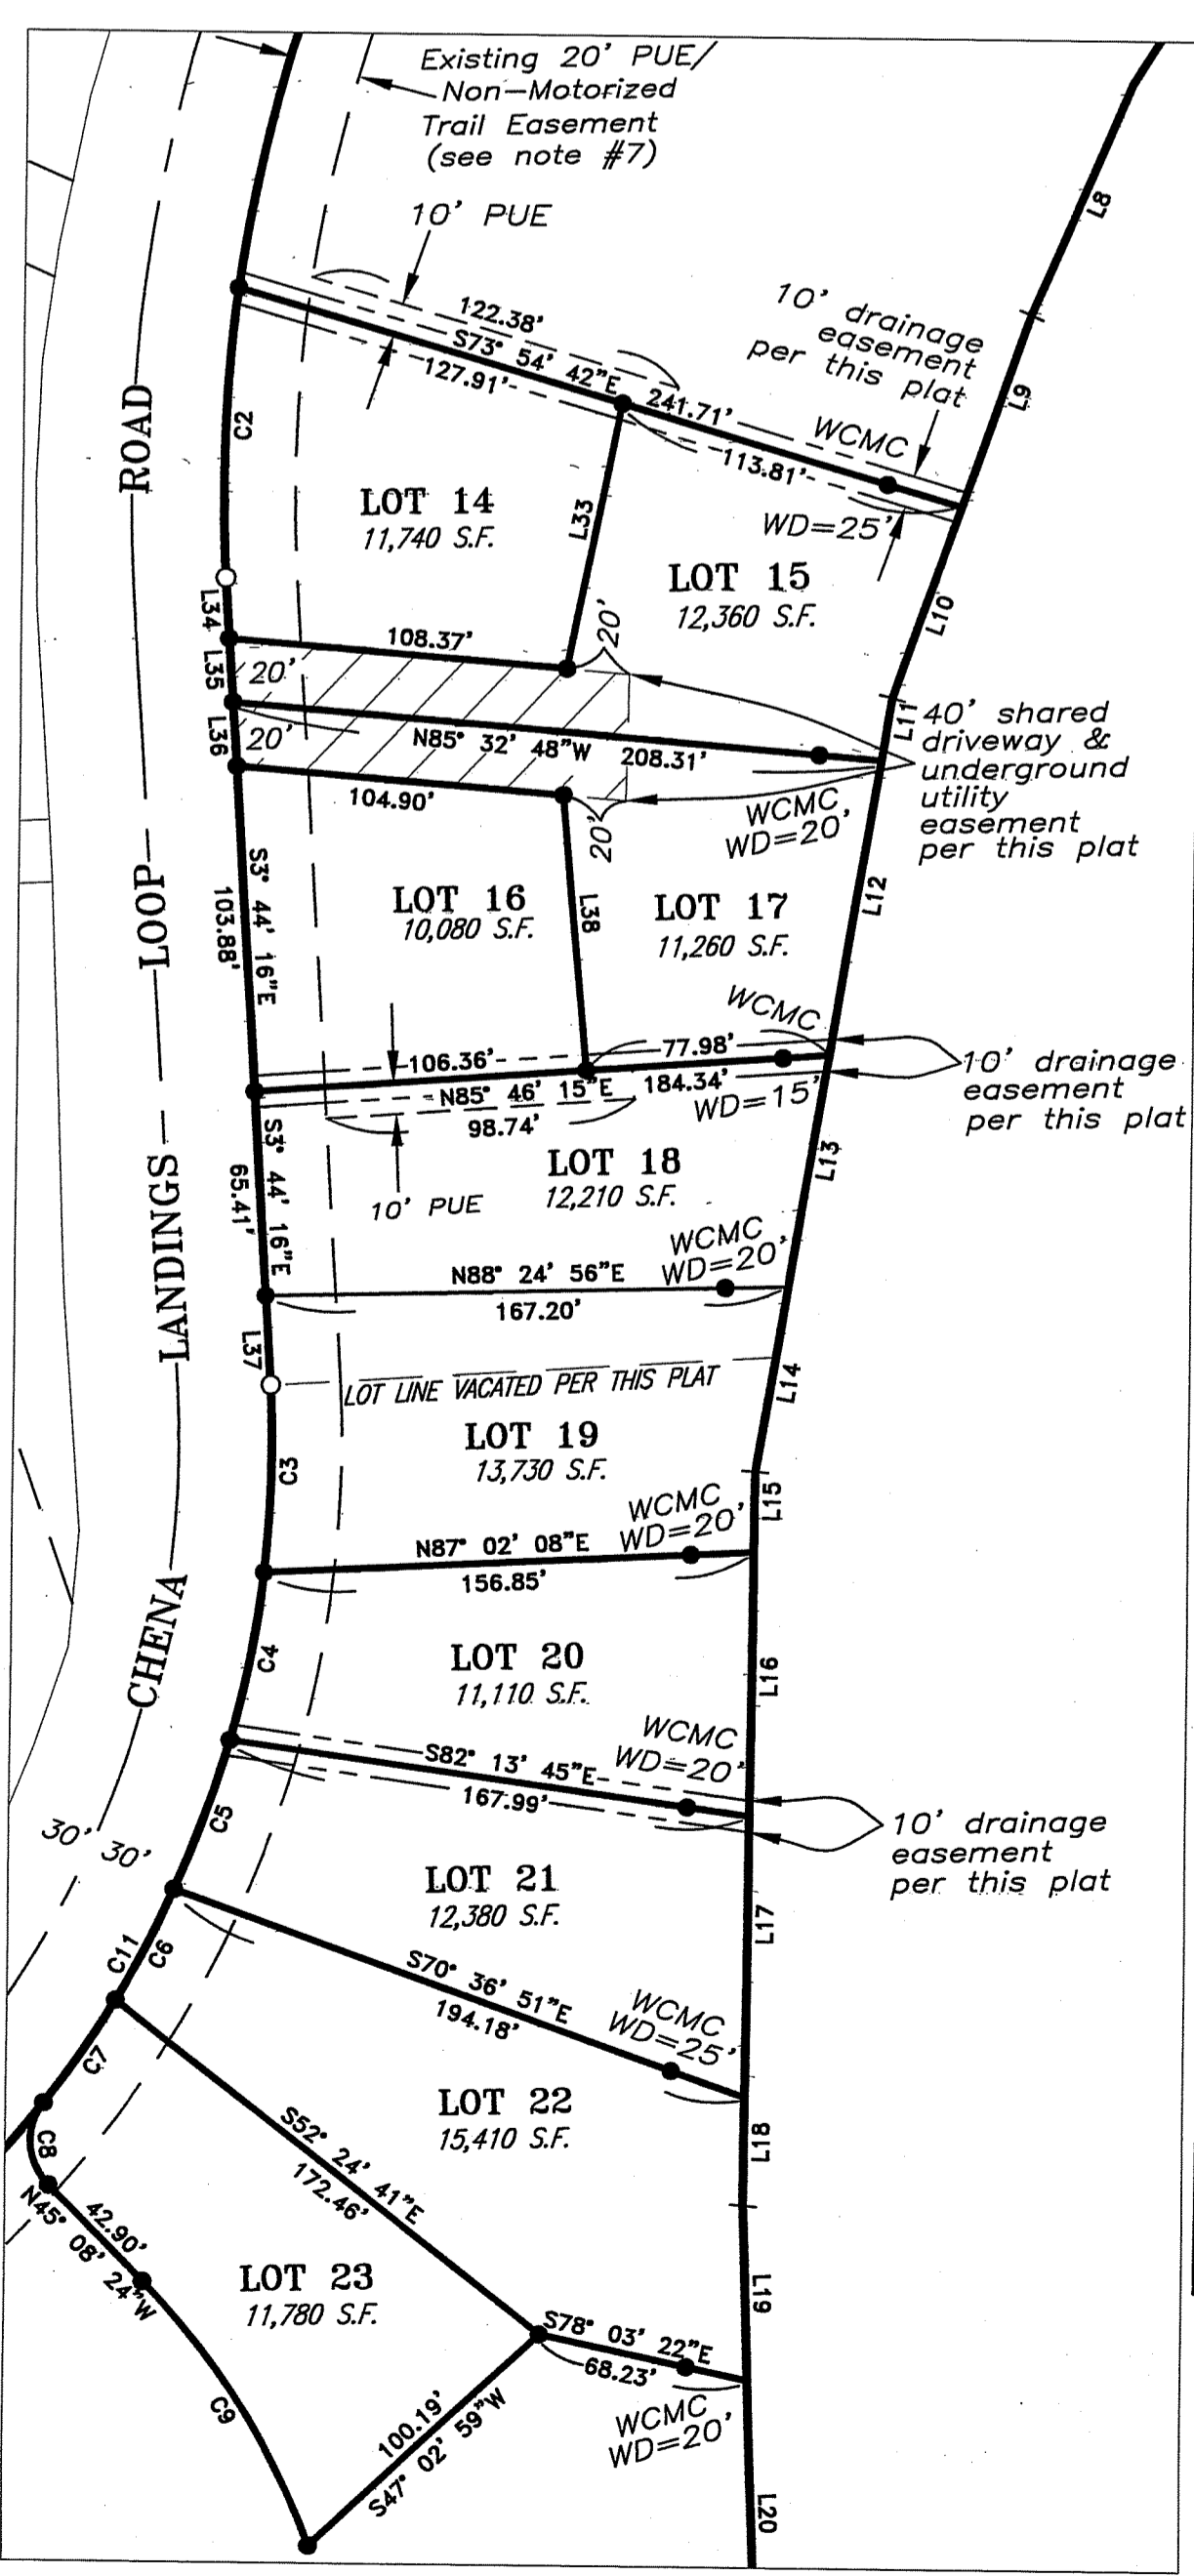 Existing 20' PUE/
Non-Motorized
Trail Easement
(see note #7)
10' PUE
L8
122.38'
S73° 54' 42"E
127.91'
241.71'
113.81'
10' drainage
easement
per this plat
L9
WCMC
WD=25'
C2
ROAD
LOT 14
11,740 S.F.
L33
LOT 15
12,360 S.F.
L10
L34
108.37'
20'
L35
20'
L11
40' shared
driveway &
underground
utility
easement
per this plat
L36
20'
N85° 32' 48"W 208.31'
104.90'
20'
WCMC,
WD=20'
L12
LOOP
S3° 44' 16"E
103.88'
LOT 16
10,080 S.F.
L38
LOT 17
11,260 S.F.
WCMC
106.36'
77.98'
N85° 46' 15"E 184.34'
WD=15'
98.74'
10' drainage
easement
per this plat
LANDINGS
S3° 44' 16"E
65.41'
LOT 18
12,210 S.F.
10' PUE
L13
WCMC
WD=20'
N88° 24' 56"E
167.20'
L37
LOT LINE VACATED PER THIS PLAT
L14
LOT 19
13,730 S.F.
C3
L15
WCMC
WD=20'
N87° 02' 08"E
156.85'
CHENA
C4
LOT 20
11,110 S.F.
L16
WCMC
WD=20'
S82° 13' 45"E
167.99'
10' drainage
easement
per this plat
C5
30' 30'
LOT 21
12,380 S.F.
L17
C11
C6
S70° 36' 51"E
194.18'
WCMC
WD=25'
C7
LOT 22
15,410 S.F.
L18
C8
S52° 24' 41"E
172.46'
42.90'
N45° 08' 24"W
LOT 23
11,780 S.F.
L19
S78° 03' 22"E
68.23'
C9
100.19'
S47° 02' 59"W
WCMC
WD=20'
L20